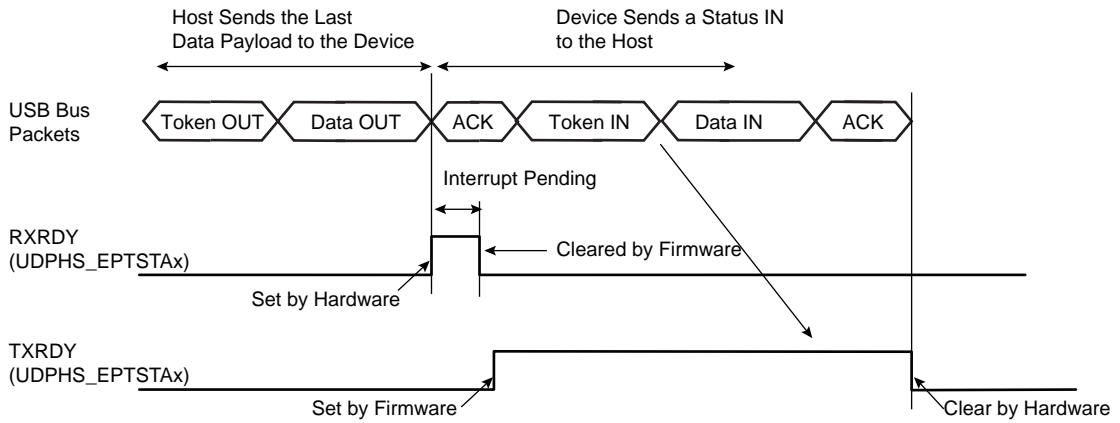 Host Sends the Last
Data Payload to the Device
Device Sends a Status IN
to the Host
USB Bus
Packets
Token OUT
Data OUT
ACK
Token IN
Data IN
ACK
Interrupt Pending
RXRDY
(UDPHS_EPTSTAx)
Cleared by Firmware
Set by Hardware
TXRDY
(UDPHS_EPTSTAx)
Set by Firmware
Clear by Hardware